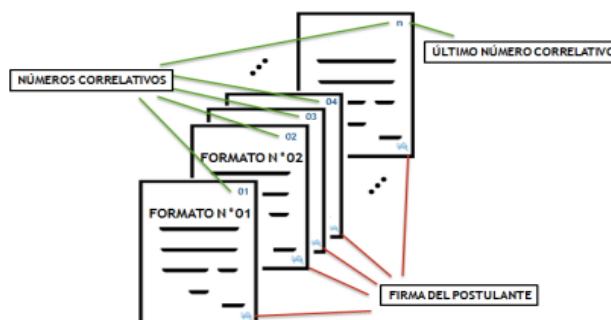 n
ÚLTIMO NÚMERO CORRELATIVO
NÚMEROS CORRELATIVOS
04
03
02
FORMATO N°02
01
FORMATO N°01
FIRMA DEL POSTULANTE